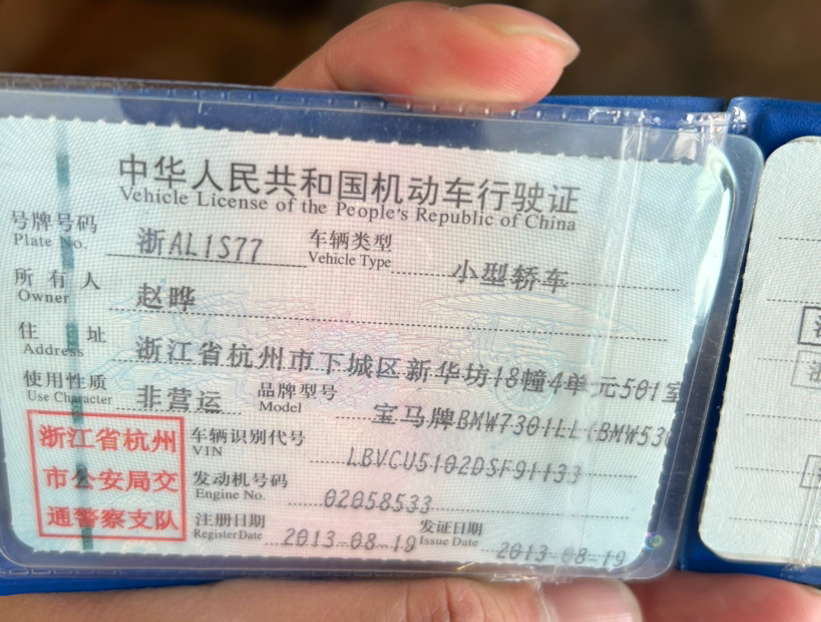 中华人民共和国机动车行驶证
Vehicle License of the People's Republic of China
号牌号码 浙AL1S77 车辆类型 小型轿车
Plate No. Vehicle Type
所有人 赵晔
Owner
住址 浙江省杭州市下城区新华坊18幢4单元501室
Address
使用性质 非营运 品牌型号 宝马牌BMW7301LL(BMW530
Use Character Model
浙江省杭州
市公安局交
通警察支队
车辆识别代号 LBVCU5102DSF91133
VIN
发动机号码 02058533
Engine No.
注册日期 2013-08-19 发证日期 2013-08-19
Register Date Issue Date